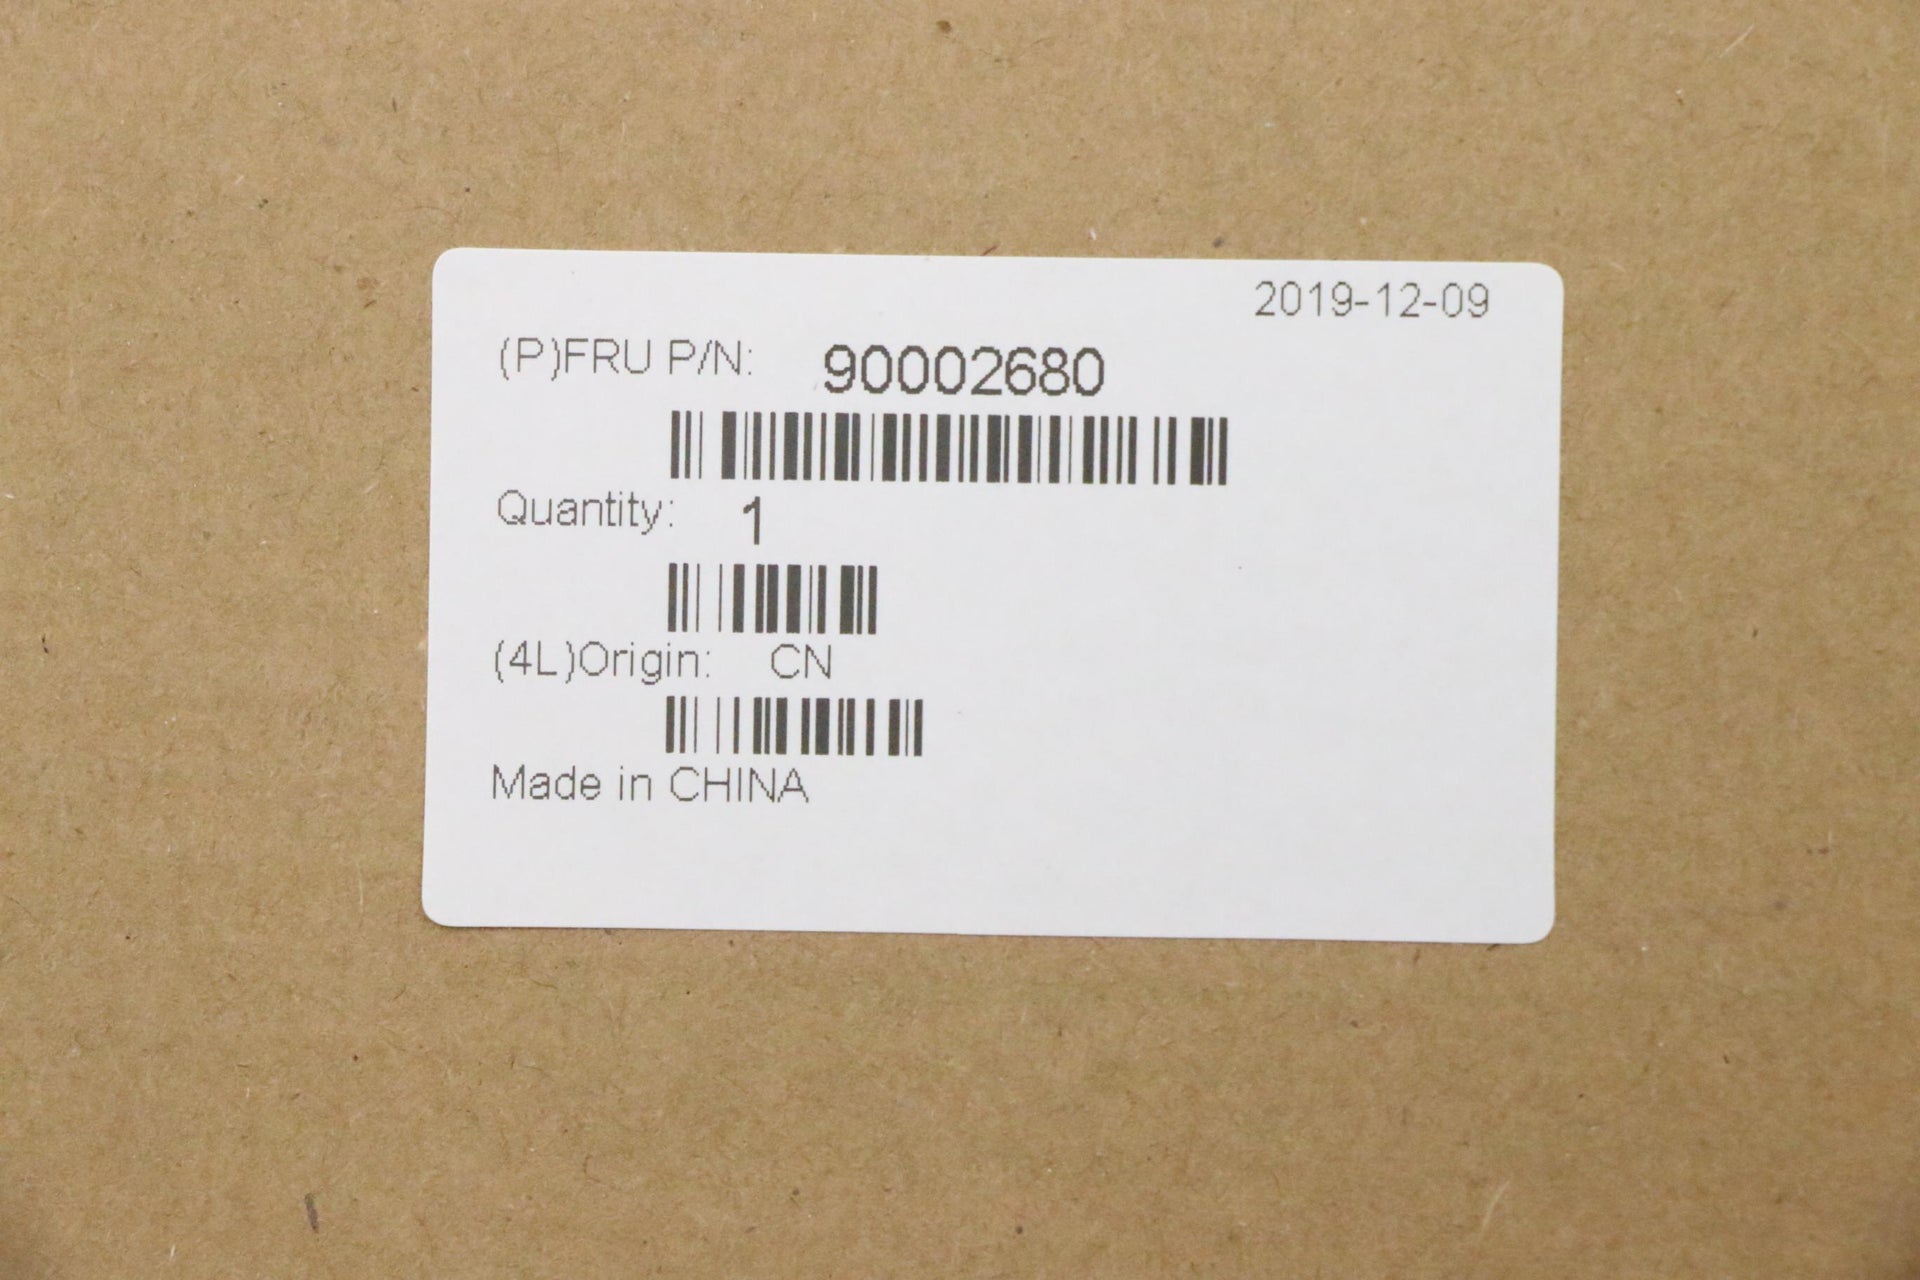 2019-12-09
(P)FRU P/N: 90002680
Quantity: 1
(4L)Origin: CN
Made in CHINA